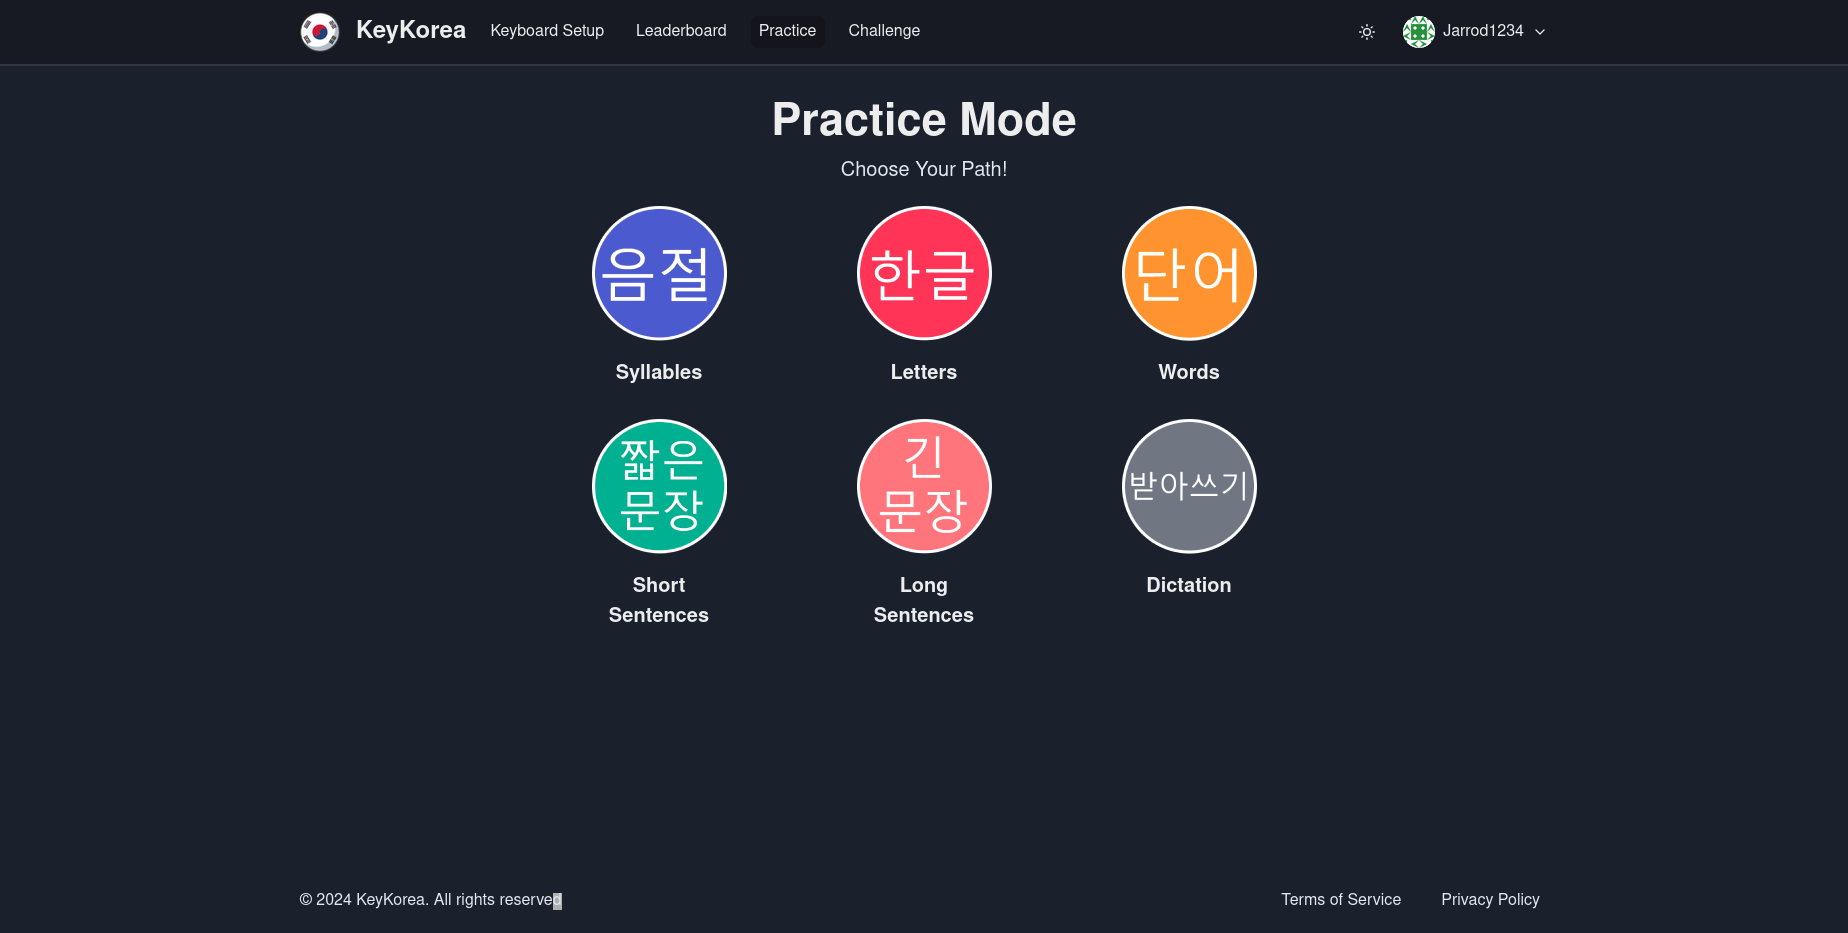 KeyKorea Keyboard Setup Leaderboard Practice Challenge Jarrod1234
Practice Mode
Choose Your Path!
음절 한글 단어
Syllables Letters Words
짧은 긴 받아쓰기
문장 문장
Short Long Dictation
Sentences Sentences
© 2024 KeyKorea. All rights reserved Terms of Service Privacy Policy